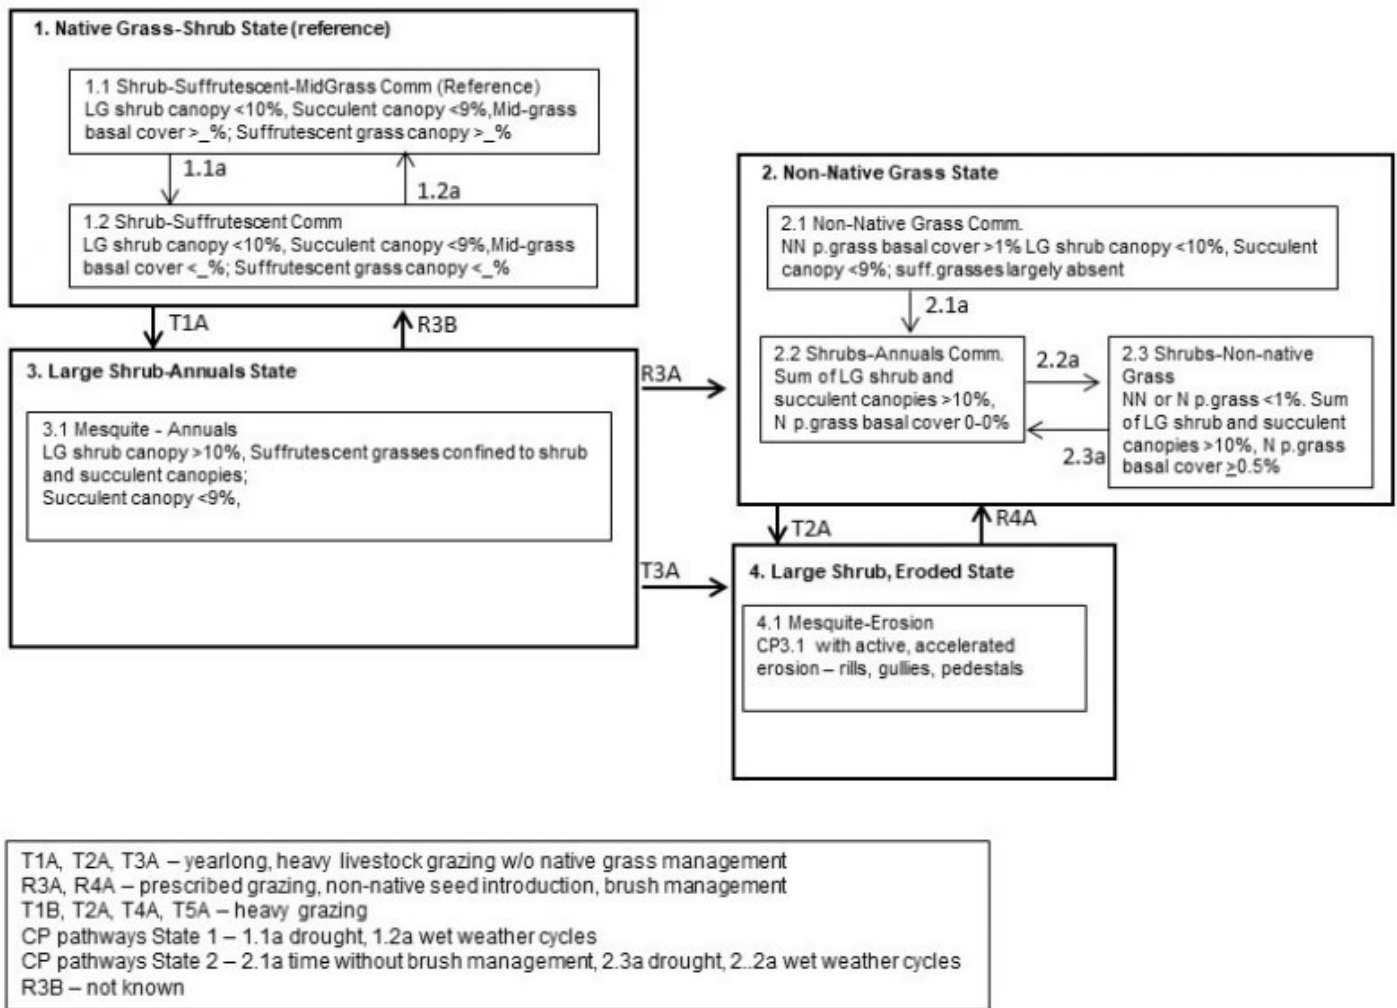 1. Native Grass-Shrub State (reference)
1.1 Shrub-Suffrutescent-MidGrass Comm (Reference)
LG shrub canopy <10%, Succulent canopy <9%,Mid-grass
basal cover >_%; Suffrutescent grass canopy >_%
1.1a
1.2a
1.2 Shrub-Suffrutescent Comm
LG shrub canopy <10%, Succulent canopy <9%,Mid-grass
basal cover <_%; Suffrutescent grass canopy <_%
T1A
R3B
3. Large Shrub-Annuals State
3.1 Mesquite - Annuals
LG shrub canopy >10%, Suffrutescent grasses confined to shrub
and succulent canopies;
Succulent canopy <9%,
R3A
T3A
2. Non-Native Grass State
2.1 Non-Native Grass Comm.
NN p.grass basal cover >1% LG shrub canopy <10%, Succulent
canopy <9%; suff.grasses largely absent
2.1a
2.2 Shrubs-Annuals Comm.
Sum of LG shrub and
succulent canopies >10%,
N p.grass basal cover 0-0%
2.2a
2.3a
2.3 Shrubs-Non-native
Grass
NN or N p.grass <1%. Sum
of LG shrub and succulent
canopies >10%, N p.grass
basal cover ≥0.5%
T2A
R4A
4. Large Shrub, Eroded State
4.1 Mesquite-Erosion
CP3.1 with active, accelerated
erosion – rills, gullies, pedestals
T1A, T2A, T3A – yearlong, heavy livestock grazing w/o native grass management
R3A, R4A – prescribed grazing, non-native seed introduction, brush management
T1B, T2A, T4A, T5A – heavy grazing
CP pathways State 1 – 1.1a drought, 1.2a wet weather cycles
CP pathways State 2 – 2.1a time without brush management, 2.3a drought, 2..2a wet weather cycles
R3B – not known